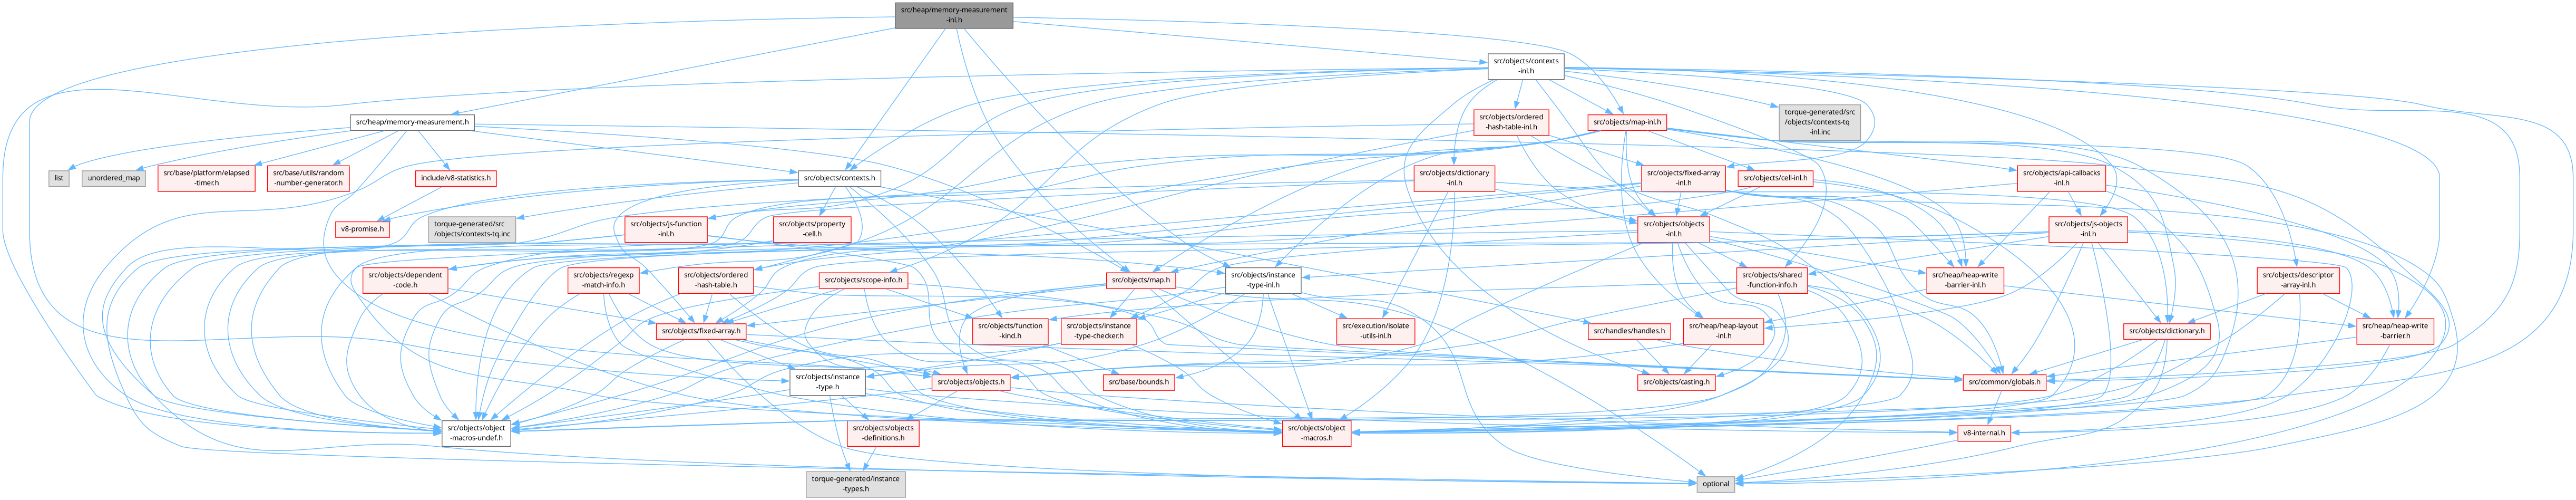 src/heap/memory-measurement
-inl.h
src/objects/contexts
-inl.h
torque-generated/src
/objects/contexts-tq
-inl.inc
src/objects/ordered
-hash-table-inl.h
src/objects/map-inl.h
src/heap/memory-measurement.h
list
unordered_map
src/base/platform/elapsed
-timer.h
src/base/utils/random
-number-generator.h
include/v8-statistics.h
src/objects/contexts.h
src/objects/dictionary
-inl.h
src/objects/fixed-array
-inl.h
src/objects/cell-inl.h
src/objects/api-callbacks
-inl.h
v8-promise.h
torque-generated/src
/objects/contexts-tq.inc
src/objects/js-function
-inl.h
src/objects/property
-cell.h
src/objects/objects
-inl.h
src/objects/js-objects
-inl.h
src/objects/dependent
-code.h
src/objects/regexp
-match-info.h
src/objects/ordered
-hash-table.h
src/objects/scope-info.h
src/objects/map.h
src/objects/instance
-type-inl.h
src/objects/shared
-function-info.h
src/heap/heap-write
-barrier-inl.h
src/objects/descriptor
-array-inl.h
src/objects/fixed-array.h
src/objects/function
-kind.h
src/objects/instance
-type-checker.h
src/execution/isolate
-utils-inl.h
src/handles/handles.h
src/heap/heap-layout
-inl.h
src/objects/dictionary.h
src/heap/heap-write
-barrier.h
src/objects/instance
-type.h
src/objects/objects.h
src/base/bounds.h
src/objects/casting.h
src/common/globals.h
src/objects/object
-macros-undef.h
src/objects/objects
-definitions.h
src/objects/object
-macros.h
v8-internal.h
torque-generated/instance
-types.h
optional